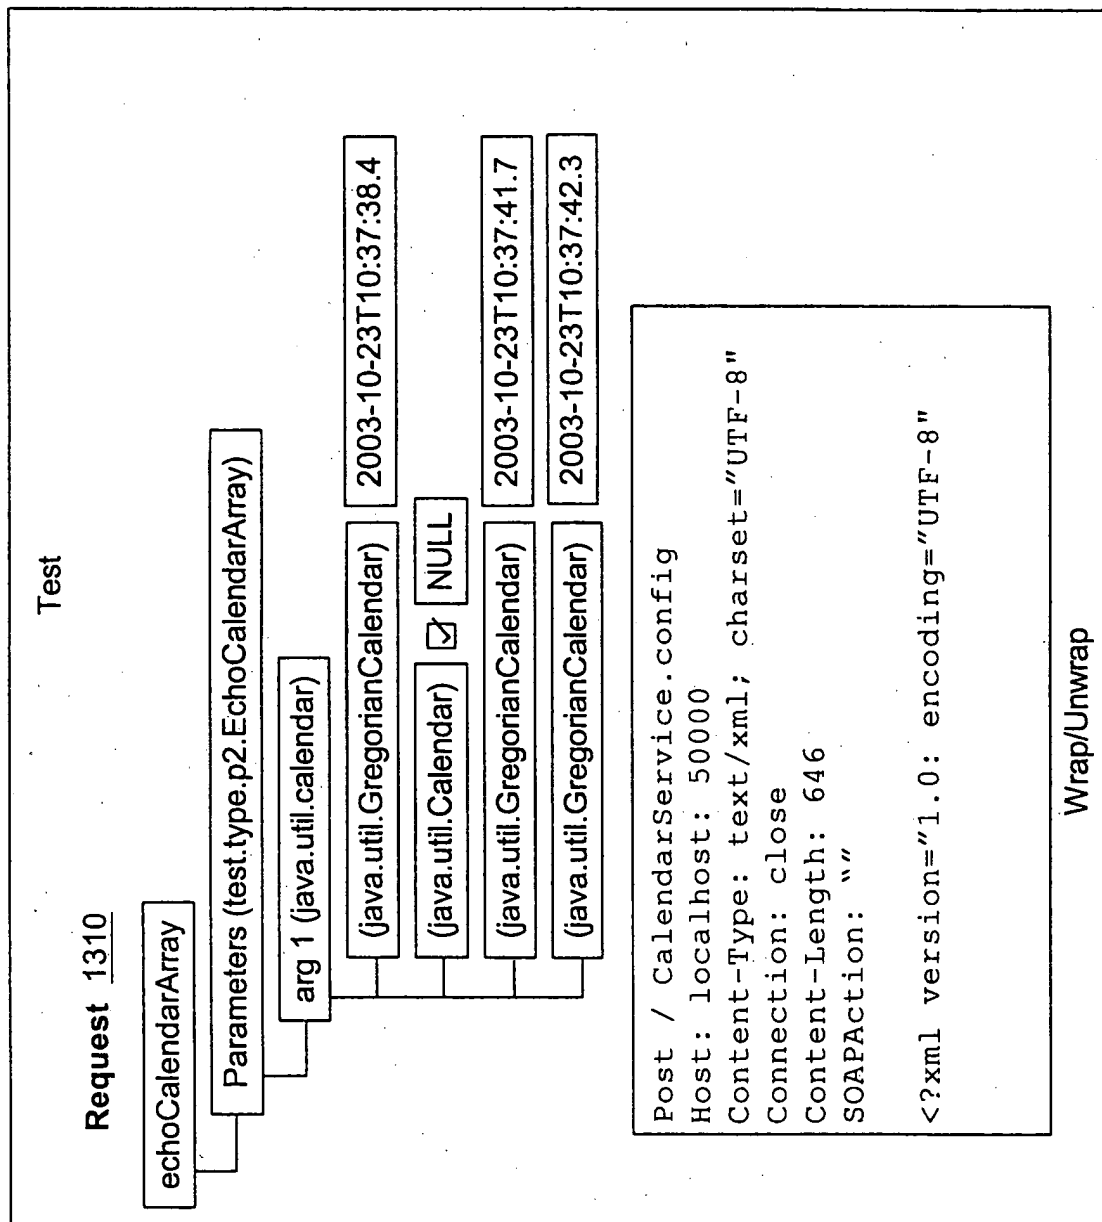 Test
Request 1310
echoCalendarArray
Parameters (test.type.p2.EchoCalendarArray)
arg 1 (java.util.calendar)
(java.util.GregorianCalendar) 2003-10-23T10:37:38.4
(java.util.Calendar) NULL
(java.util.GregorianCalendar) 2003-10-23T10:37:41.7
(java.util.GregorianCalendar) 2003-10-23T10:37:42.3
Post / CalendarService.config
Host: localhost: 50000
Content-Type: text/xml; charset=″UTF-8"
Connection: close
Content-Length: 646
SOAPAction: “″
<?xml version=″1.0: encoding=″UTF-8"
Wrap/Unwrap